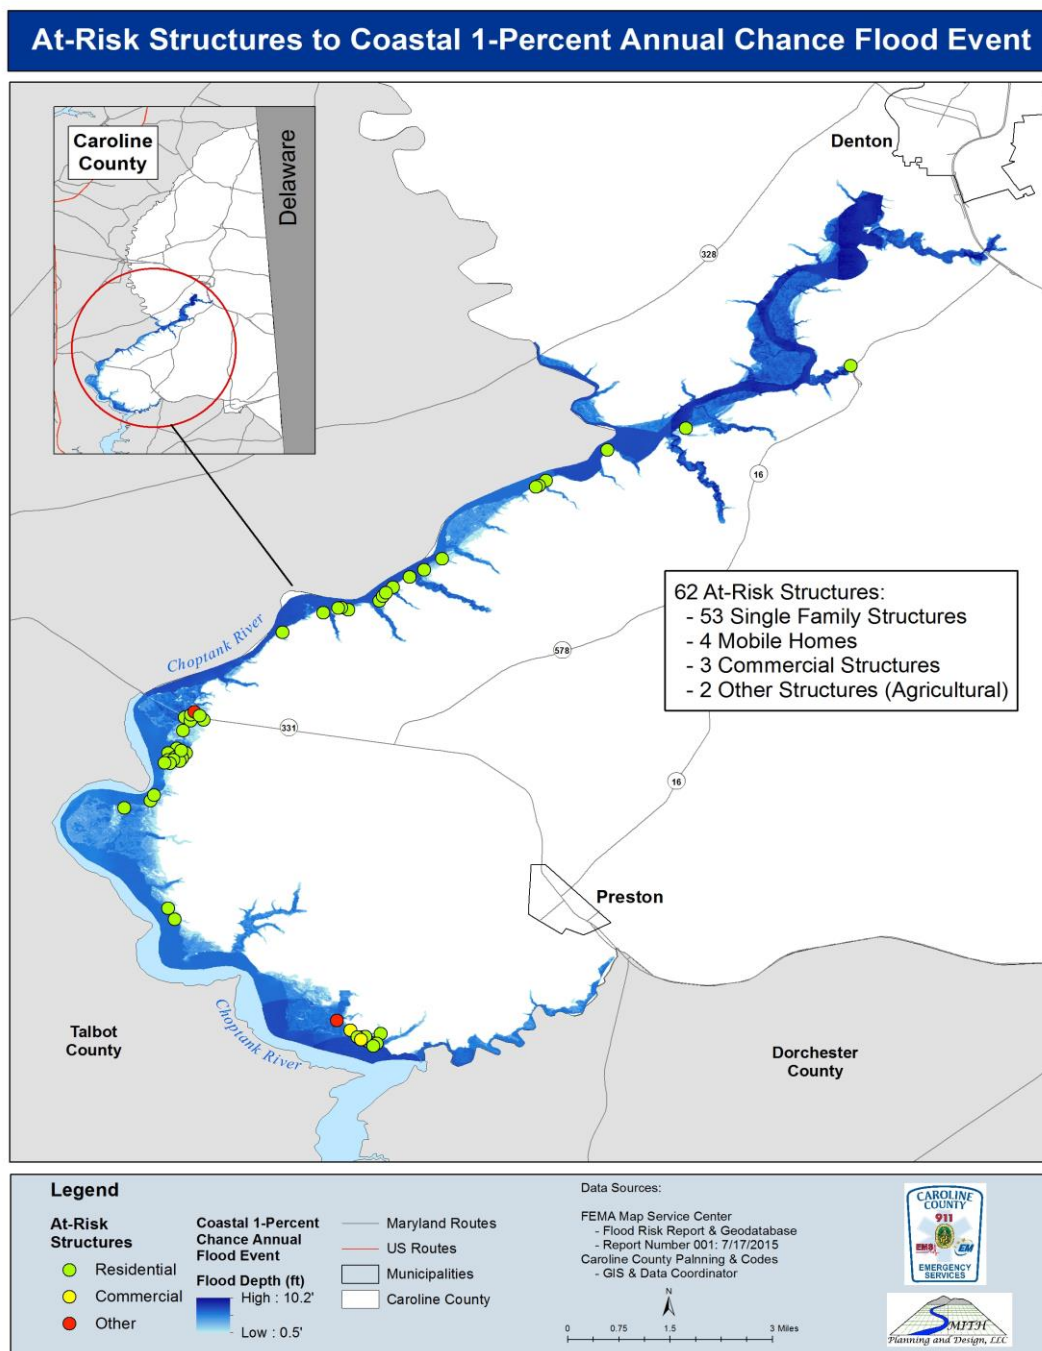 At-Risk Structures to Coastal 1-Percent Annual Chance Flood Event
Caroline
County
Delaware
Denton
328
16
62 At-Risk Structures:
- 53 Single Family Structures
- 4 Mobile Homes
- 3 Commercial Structures
- 2 Other Structures (Agricultural)
Choptank River
578
331
16
Preston
Choptank River
Talbot
County
Dorchester
County
Legend
At-Risk
Structures
Residential
Commercial
Other
Coastal 1-Percent
Chance Annual
Flood Event
Flood Depth (ft)
High : 10.2'
Low : 0.5'
Maryland Routes
US Routes
Municipalities
Caroline County
Data Sources:
FEMA Map Service Center
- Flood Risk Report & Geodatabase
- Report Number 001: 7/17/2015
Caroline County Palnning & Codes
- GIS & Data Coordinator
N
0 0.75 1.5 3 Miles
CAROLINE
COUNTY
911
EMS
EM
EMERGENCY
SERVICES
SMITH
Planning and Design, LLC